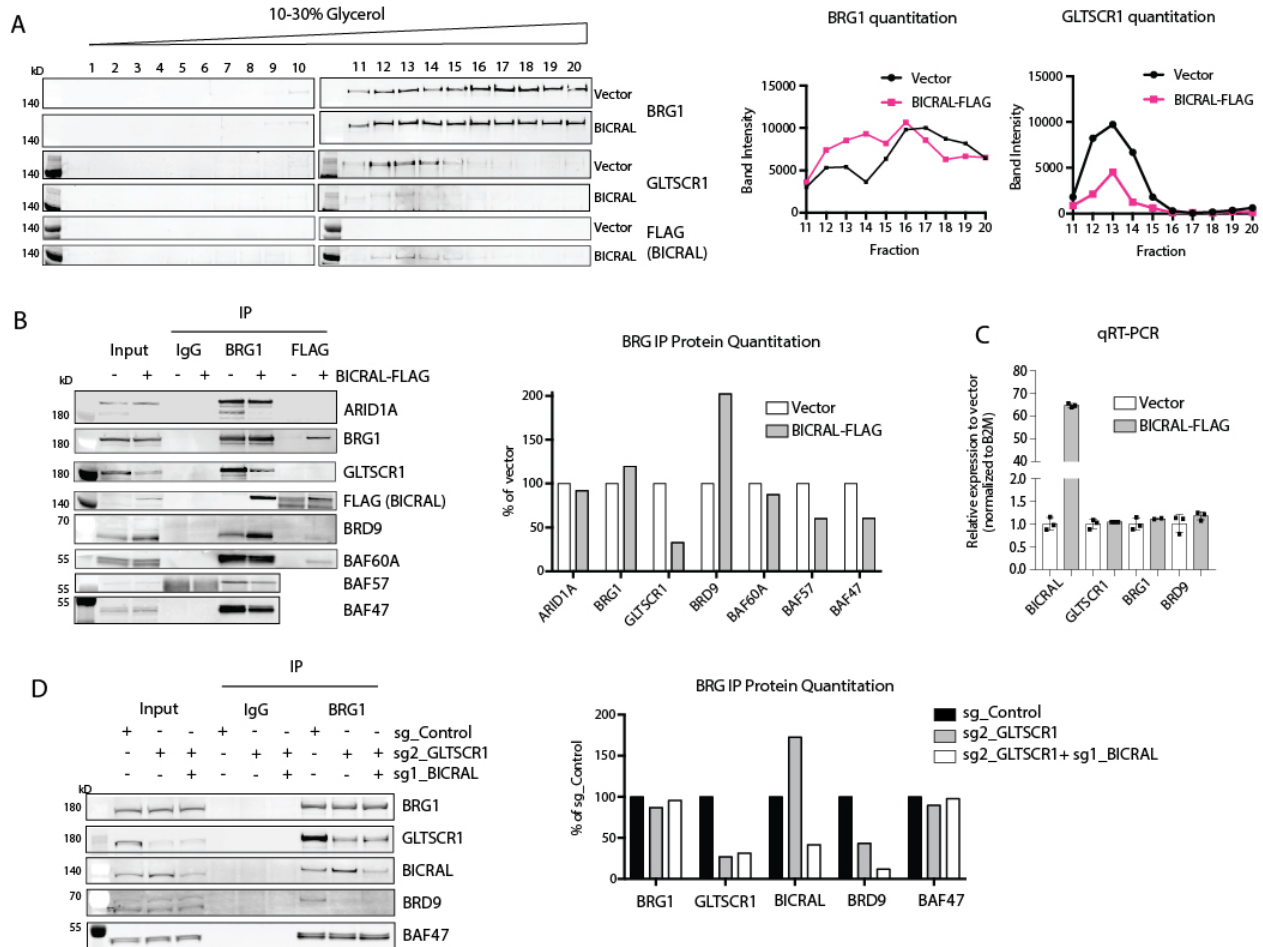 A
10-30% Glycerol
kD 1 2 3 4 5 6 7 8 9 10 11 12 13 14 15 16 17 18 19 20
140 Vector
BRG1
140 BICRAL
140 Vector
GLTSCR1
140 BICRAL
140 Vector
FLAG
(BICRAL)
140 BICRAL
BRG1 quantitation
Vector
BICRAL-FLAG
15000
10000
5000
0
Band Intensity
11 12 13 14 15 16 17 18 19 20
Fraction
GLTSCR1 quantitation
Vector
BICRAL-FLAG
15000
10000
5000
0
Band Intensity
11 12 13 14 15 16 17 18 19 20
Fraction
B
IP
Input IgG BRG1 FLAG
- + - + - + - + BICRAL-FLAG
kD
180 ARID1A
180 BRG1
180 GLTSCR1
140 FLAG (BICRAL)
70 BRD9
55 BAF60A
55 BAF57
55 BAF47
BRG IP Protein Quantitation
Vector
BICRAL-FLAG
200
150
100
50
0
% of vector
ARID1A BRG1 GLTSCR1 BRD9 BAF60A BAF57 BAF47
C
qRT-PCR
Vector
BICRAL-FLAG
80
70
60
50
40
2.0
1.5
1.0
0.5
0.0
Relative expression to vector
(normalized to B2M)
BICRAL GLTSCR1 BRG1 BRD9
D
IP
Input IgG BRG1
+ - - + - - + - - sg_Control
- + + - + + - + + sg2_GLTSCR1
- - + - - + - - + sg1_BICRAL
kD
180 BRG1
180 GLTSCR1
140 BICRAL
70 BRD9
55 BAF47
BRG IP Protein Quantitation
sg_Control
sg2_GLTSCR1
sg2_GLTSCR1+ sg1_BICRAL
200
150
100
50
0
% of sg_Control
BRG1 GLTSCR1 BICRAL BRD9 BAF47